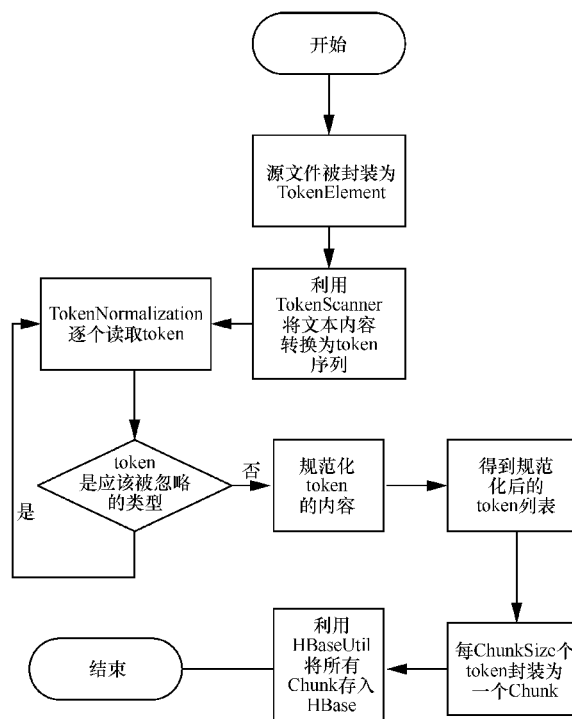 开始
源文件被封装为
TokenElement
利用
TokenScanner
将文本内容
转换为token
序列
TokenNormalization
逐个读取token
token
是应该被忽略
的类型
是
否
规范化
token
的内容
得到规范
化后的
token列表
每ChunkSizc个
token封装为
一个Chunk
利用
HBaseUtil
将所有
Chunk存入
HBase
结束